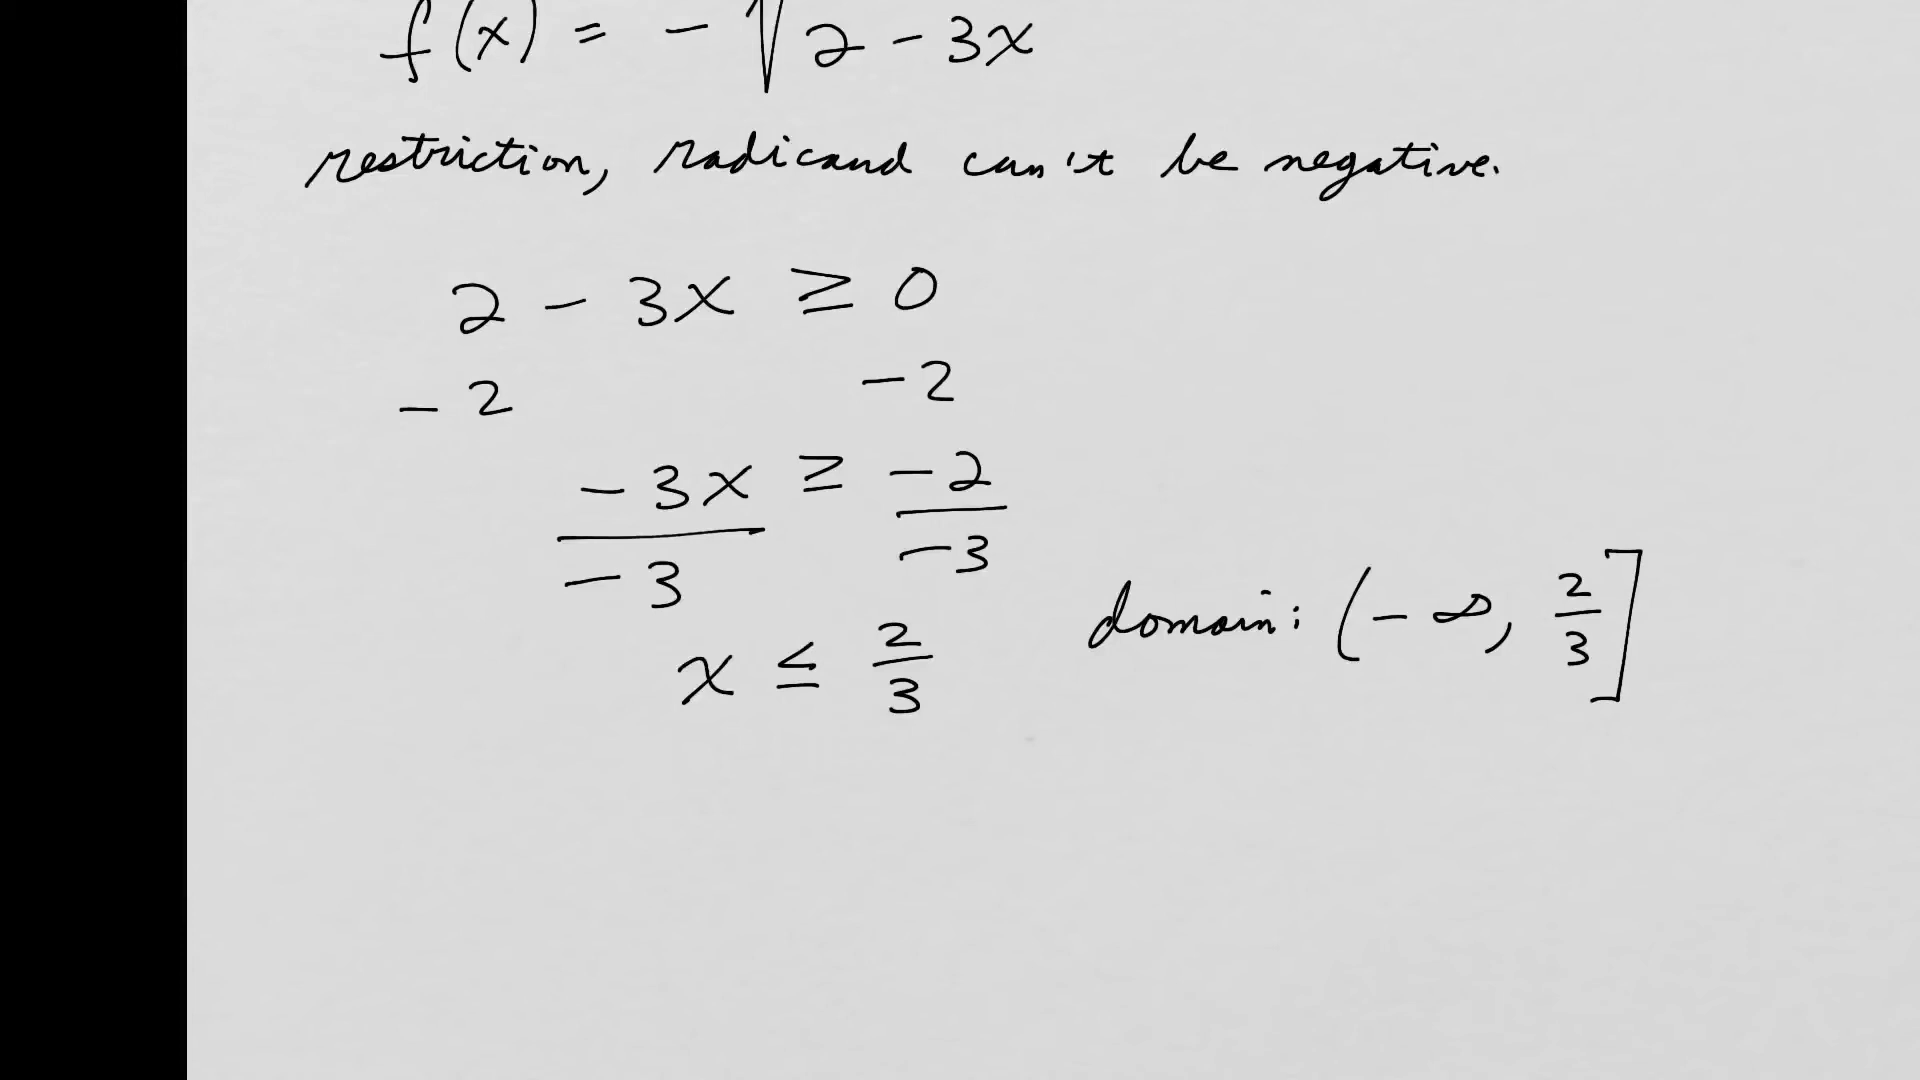 f(x) = - √2 - 3x
restriction, radicand can't be negative.
2 - 3x ≥ 0
- 2 - 2
- 3x ≥ - 2
- 3 - 3
x ≤ 2/3
domain: (- ∞, 2/3]